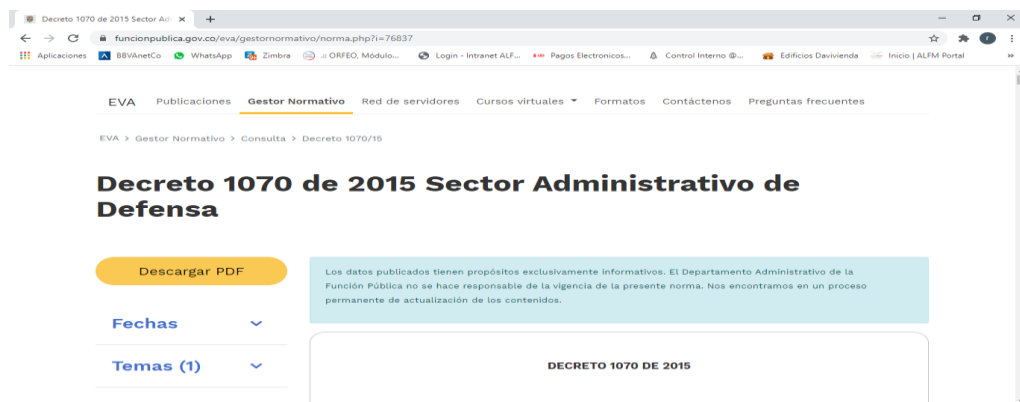 Decreto 1070 de 2015 Sector Ad
funcionpublica.gov.co/eva/gestornormativo/norma.php?i=76837
Aplicaciones BBVAnetCo WhatsApp Zimbra .:: ORFEO, Módulo... Login - Intranet ALF... Pagos Electronicos... Control Interno @... Edificios Davivienda Inicio | ALFM Portal »
EVA Publicaciones Gestor Normativo Red de servidores Cursos virtuales Formatos Contáctenos Preguntas frecuentes
EVA > Gestor Normativo > Consulta > Decreto 1070/15
Decreto 1070 de 2015 Sector Administrativo de
Defensa
Descargar PDF
Los datos publicados tienen propósitos exclusivamente informativos. El Departamento Administrativo de la
Función Pública no se hace responsable de la vigencia de la presente norma. Nos encontramos en un proceso
permanente de actualización de los contenidos.
Fechas
Temas (1)
DECRETO 1070 DE 2015